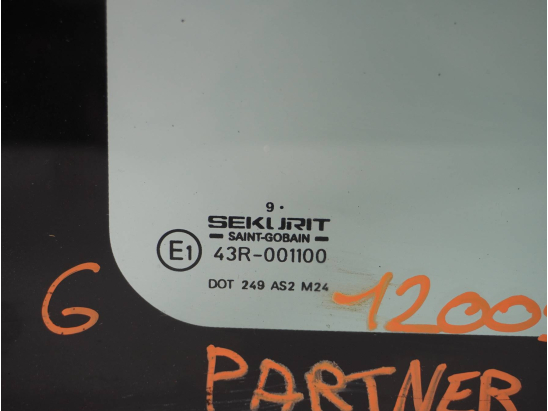 9 •
SEKURIT
SAINT-GOBAIN
E1 43R-001100
DOT 249 AS2 M24
G 1200
PARTNER